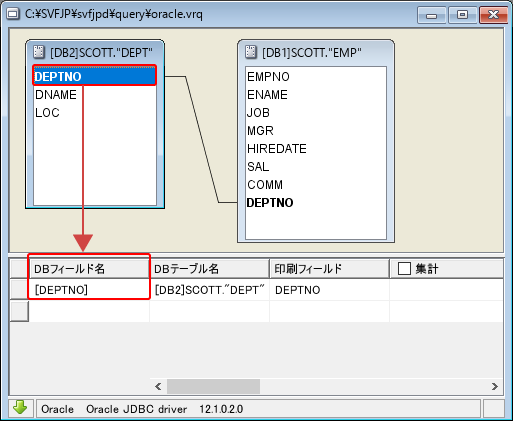 C:¥SVFJP¥svfjpd¥query¥oracle.vrq
[DB2]SCOTT."DEPT"
DEPTNO
DNAME
LOC
[DB1]SCOTT."EMP"
EMPNO
ENAME
JOB
MGR
HIREDATE
SAL
COMM
DEPTNO
DBフィールド名 DBテーブル名 印刷フィールド 集計
[DEPTNO] [DB2]SCOTT."DEPT" DEPTNO
Oracle Oracle JDBC driver 12.1.0.2.0